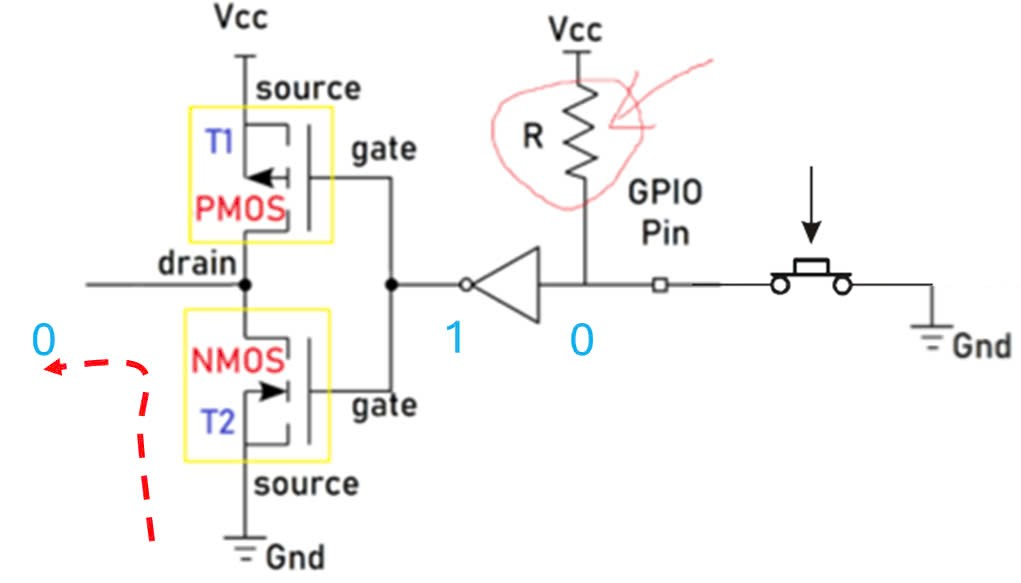 Vcc
source
T1
gate
PMOS
drain
NMOS
T2
gate
source
Gnd
Vcc
R
GPIO
Pin
0
1
0
Gnd